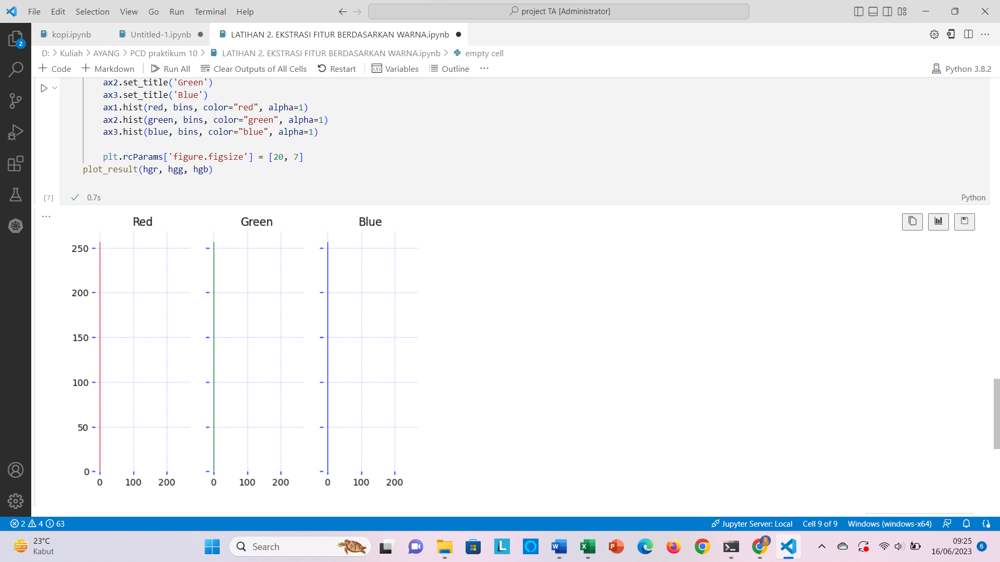 File Edit Selection View Go Run Terminal Help
project TA [Administrator]
kopi.ipynb
Untitled-1.ipynb
LATIHAN 2. EKSTRASI FITUR BERDASARKAN WARNA.ipynb
D: > Kuliah > AYANG > PCD praktikum 10 > LATIHAN 2. EKSTRASI FITUR BERDASARKAN WARNA.ipynb > empty cell
+ Code + Markdown Run All Clear Outputs of All Cells Restart Variables Outline ...
Python 3.8.2
2
ax2.set_title('Green')
ax3.set_title('Blue')
ax1.hist(red, bins, color="red", alpha=1)
ax2.hist(green, bins, color="green", alpha=1)
ax3.hist(blue, bins, color="blue", alpha=1)
plt.rcParams['figure.figsize'] = [20, 7]
plot_result(hgr, hgg, hgb)
[7] 0.7s Python
Red Green Blue
250
200
150
100
50
0
0 100 200 0 100 200 0 100 200
2 4 63
Jupyter Server: Local Cell 9 of 9 Windows (windows-x64)
23°C
Kabut
Search
09:25
16/06/2023
6